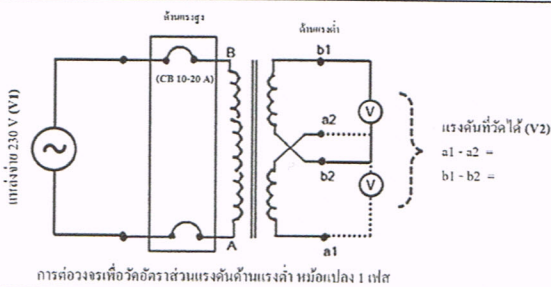 ด้านแรงสูง
ด้านแรงต่ำ
B
b1
(CB 10-20 A)
V
แหล่งจ่าย 230 V (V1)
a2
แรงดันที่วัดได้ (V2)
a1 - a2 =
b2
b1 - b2 =
V
A
a1
การต่อวงจรเพื่อวัดอัตราส่วนแรงดันด้านแรงต่ำ หม้อแปลง 1 เฟส